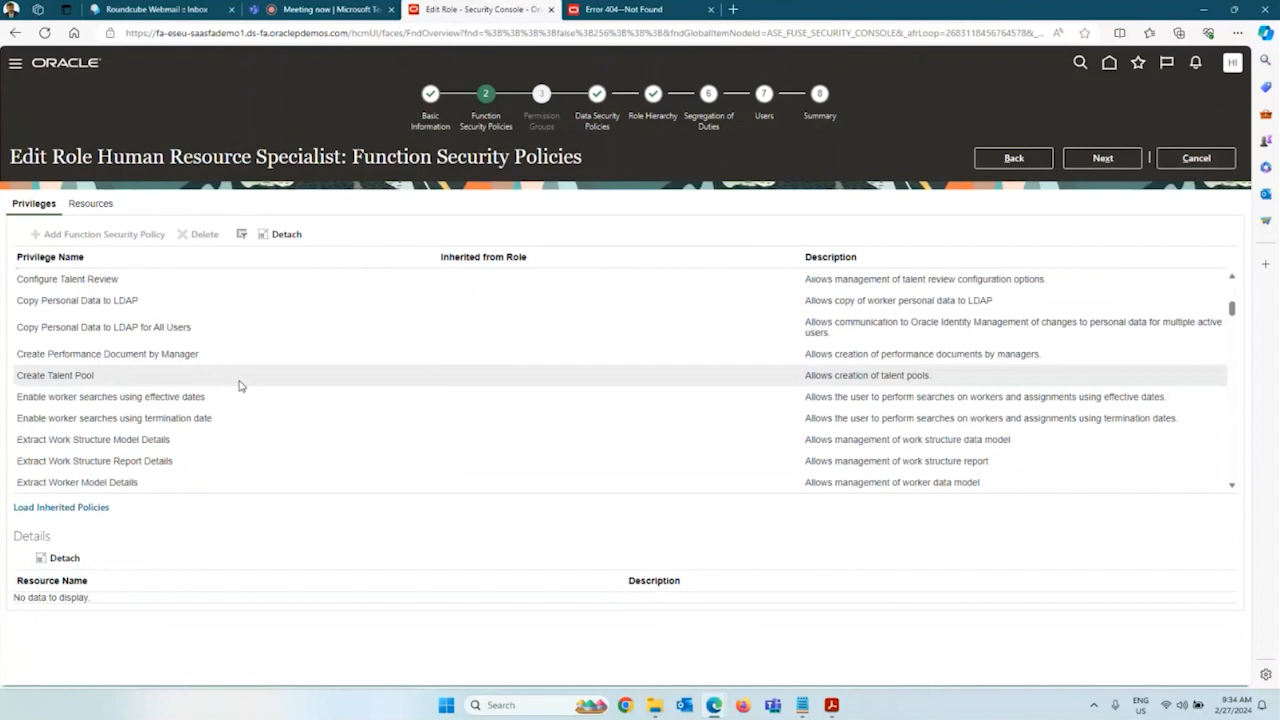 Roundcube Webmail :: Inbox
Meeting now | Microsoft Te
Edit Role - Security Console - Or
Error 404--Not Found
https://fa-eseu-saasfademo1.ds-fa.oraclepdemos.com/hcmUI/faces/FndOverview?fnd=%3B%3B%3B%3Bfalse%3B256%3B%3B%3B&fndGlobalItemNodeId=ASE_FUSE_SECURITY_CONSOLE&_afrLoop=2683118456764578&_...
ORACLE
HI
2 3 6 7 8
Basic Information
Function Security Policies
Permission Groups
Data Security Policies
Role Hierarchy
Segregation of Duties
Users
Summary
Edit Role Human Resource Specialist: Function Security Policies
Back
Next
Cancel
Privileges Resources
Add Function Security Policy Delete Detach
Privilege Name Inherited from Role Description
Configure Talent Review Allows management of talent review configuration options.
Copy Personal Data to LDAP Allows copy of worker personal data to LDAP
Copy Personal Data to LDAP for All Users Allows communication to Oracle Identity Management of changes to personal data for multiple active
users.
Create Performance Document by Manager Allows creation of performance documents by managers.
Create Talent Pool Allows creation of talent pools.
Enable worker searches using effective dates Allows the user to perform searches on workers and assignments using effective dates.
Enable worker searches using termination date Allows the user to perform searches on workers and assignments using termination dates.
Extract Work Structure Model Details Allows management of work structure data model
Extract Work Structure Report Details Allows management of work structure report
Extract Worker Model Details Allows management of worker data model
Load Inherited Policies
Details
Detach
Resource Name Description
No data to display.
Search
ENG
US
9:34 AM
2/27/2024